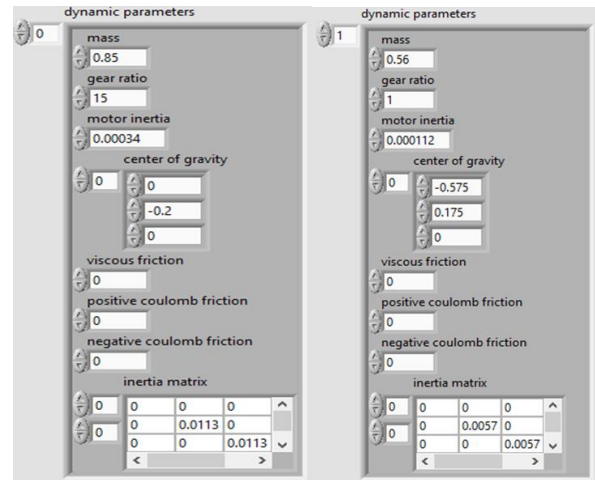 dynamic parameters
0
mass
0.85
gear ratio
15
motor inertia
0.00034
center of gravity
0
0
-0.2
0
viscous friction
0
positive coulomb friction
0
negative coulomb friction
0
inertia matrix
0 0 0 0
0 0 0.0113 0
0 0 0.0113
dynamic parameters
1
mass
0.56
gear ratio
1
motor inertia
0.000112
center of gravity
0
-0.575
0.175
0
viscous friction
0
positive coulomb friction
0
negative coulomb friction
0
inertia matrix
0 0 0 0
0 0 0.0057 0
0 0 0.0057